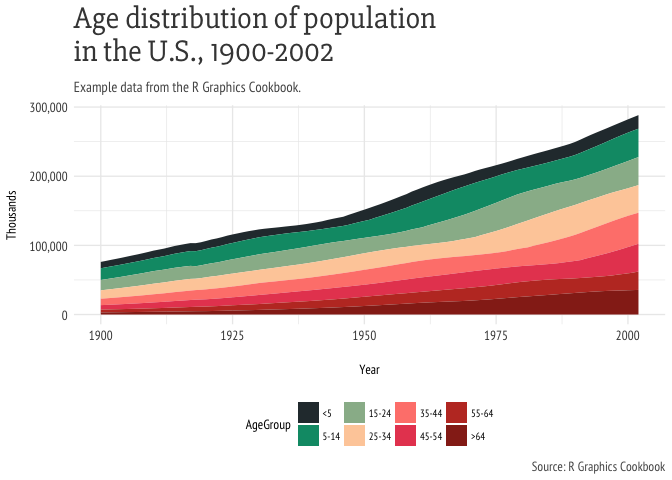 Age distribution of population
in the U.S., 1900-2002
Example data from the R Graphics Cookbook.
300,000
200,000
100,000
0
Thousands
1900 1925 1950 1975 2000
Year
AgeGroup
<5 15-24 35-44 55-64
5-14 25-34 45-54 >64
Source: R Graphics Cookbook